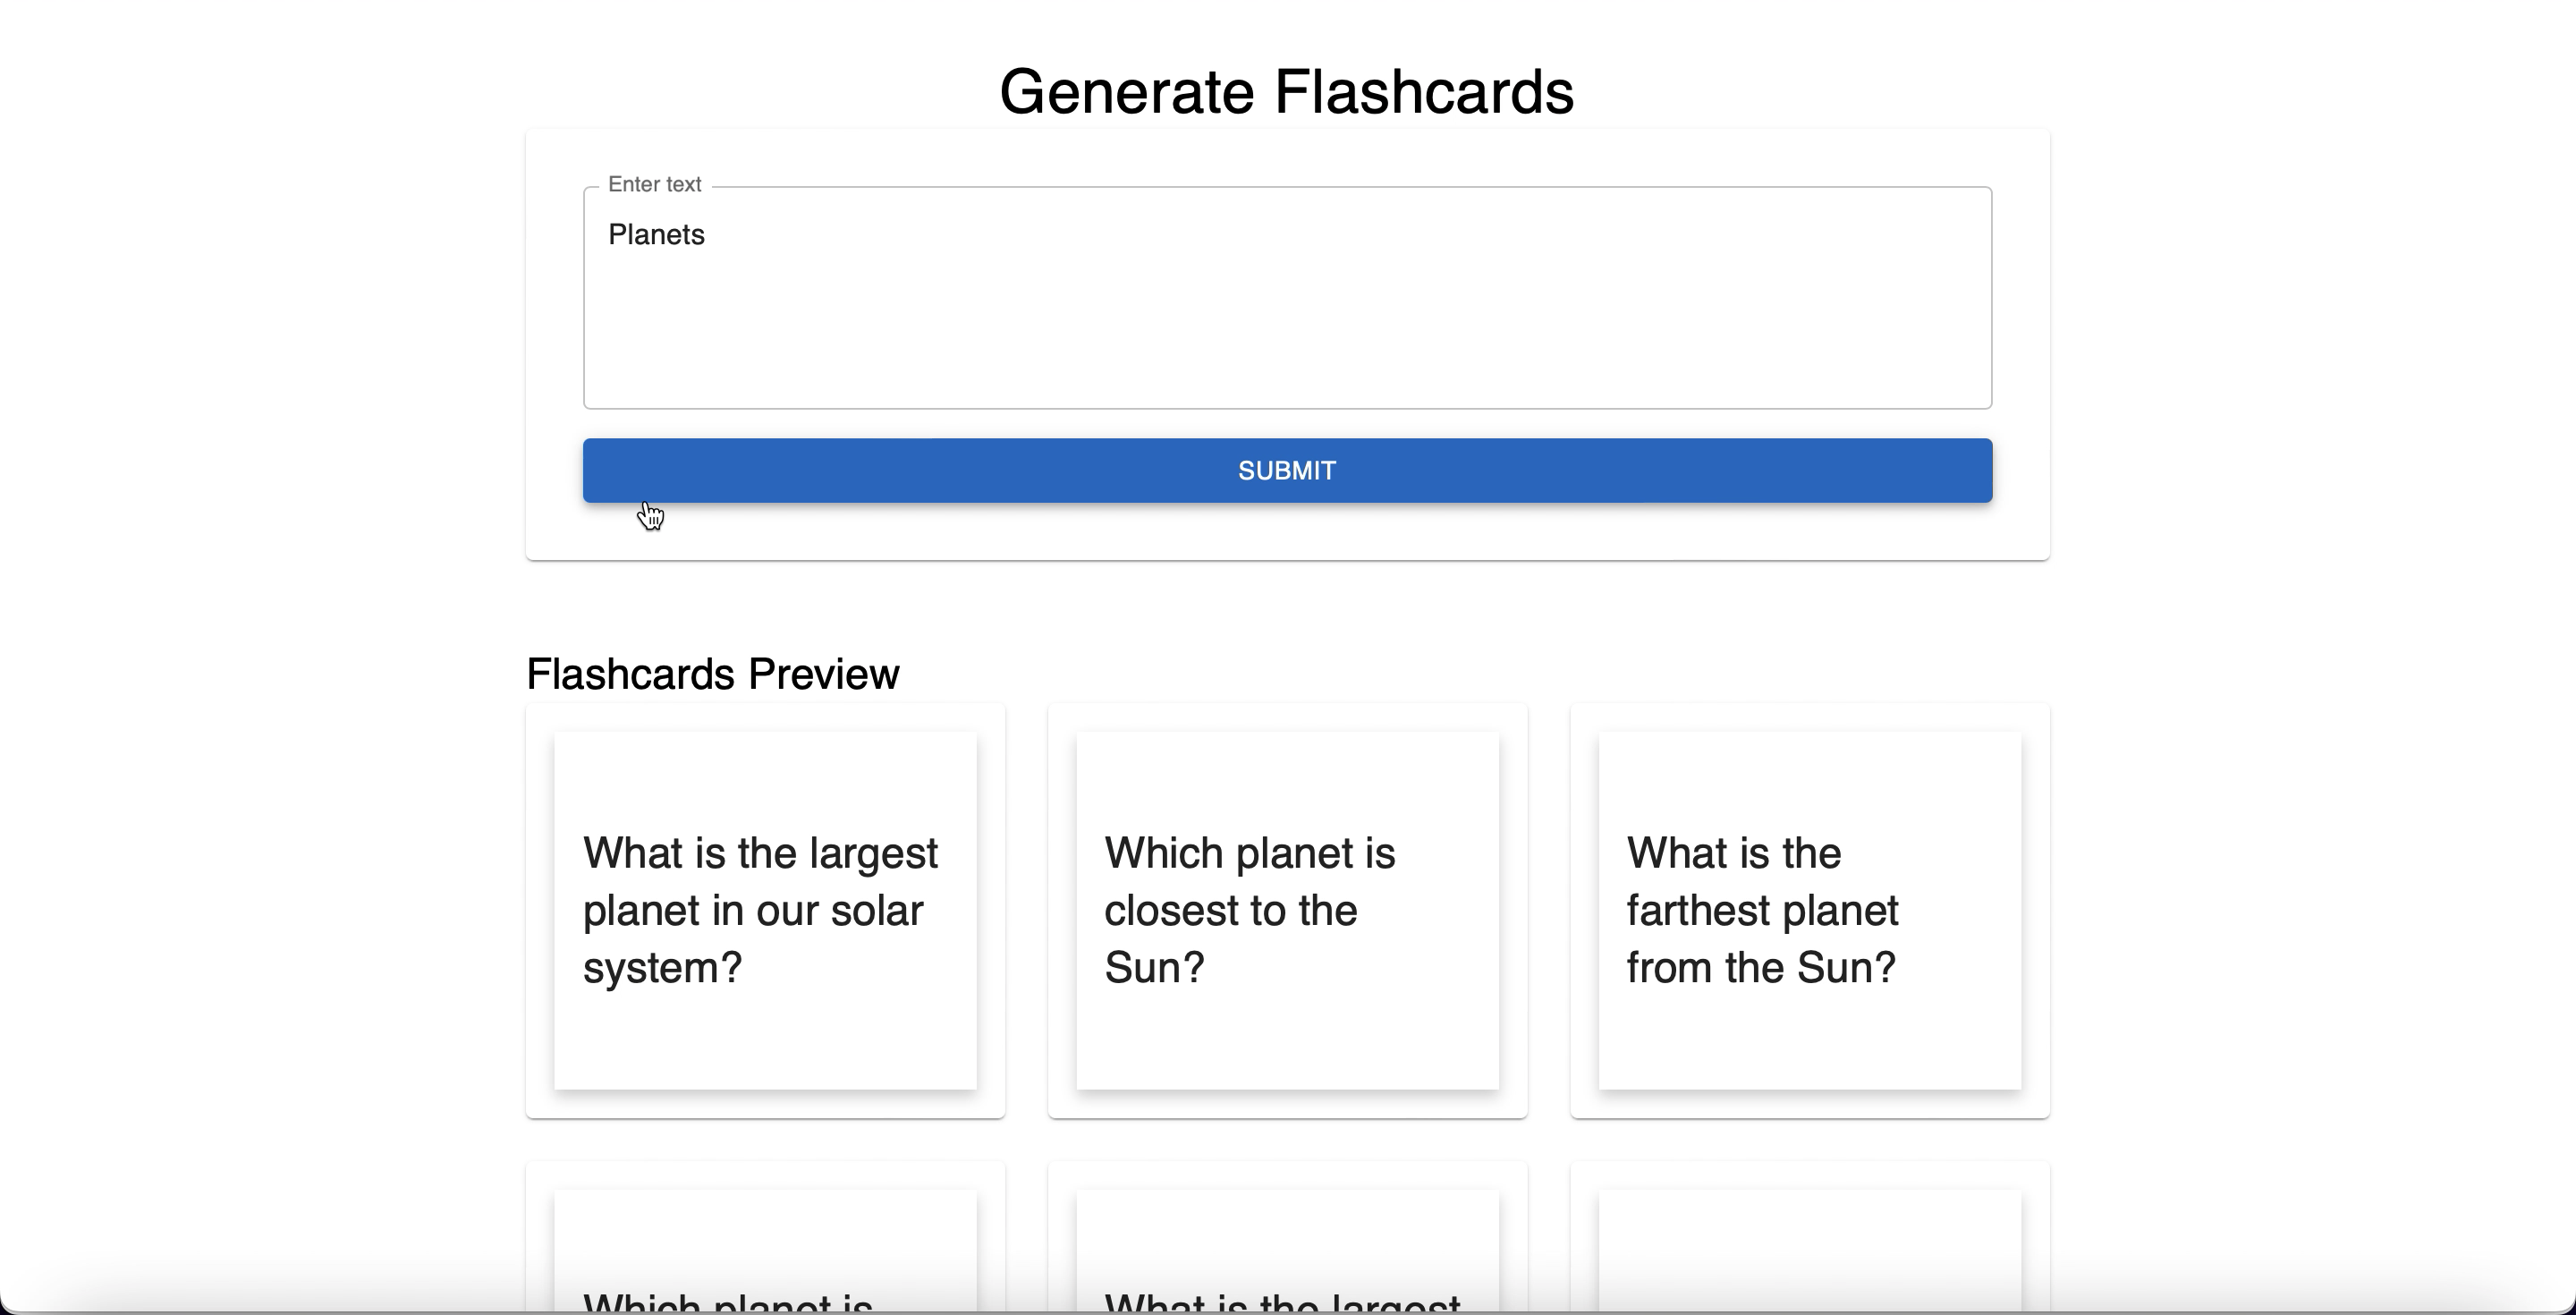 Generate Flashcards
Enter text
Planets
SUBMIT
Flashcards Preview
What is the largest
planet in our solar
system?
Which planet is
closest to the
Sun?
What is the
farthest planet
from the Sun?
Which planet is
What is the largest